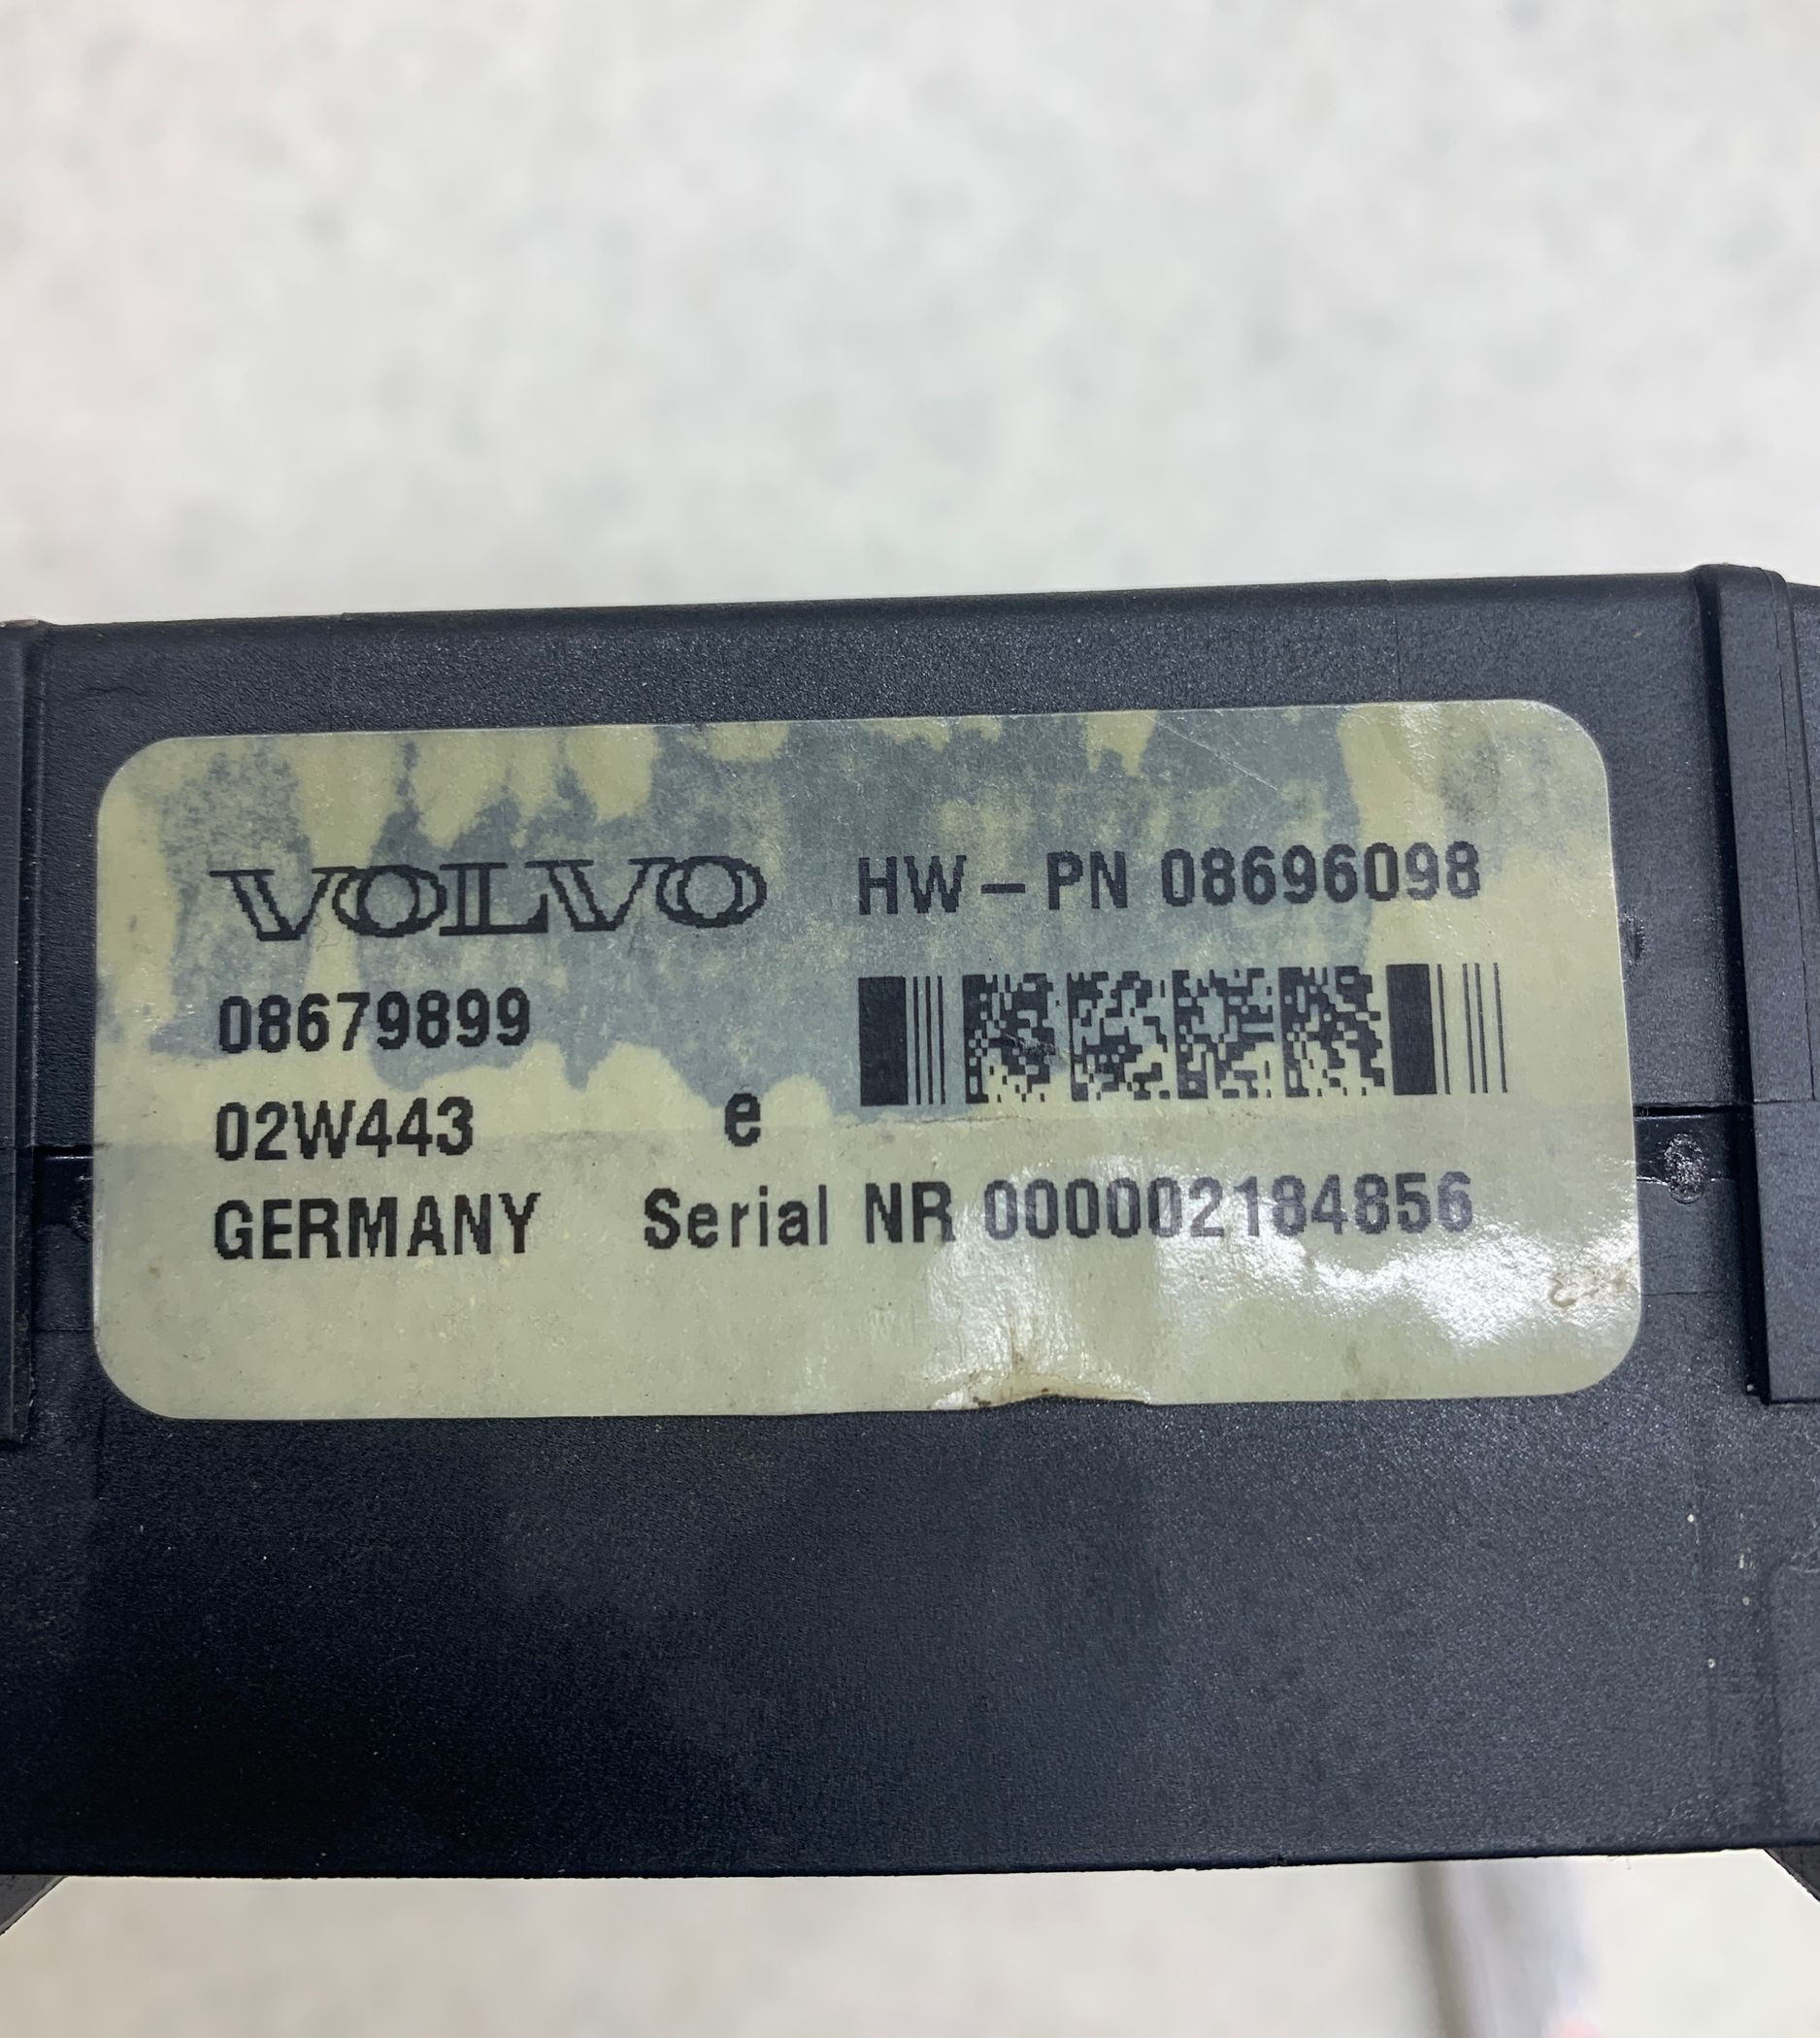 VOLVO
HW-PN 08696098
08679899
02W443
e
GERMANY
Serial NR 000002184856